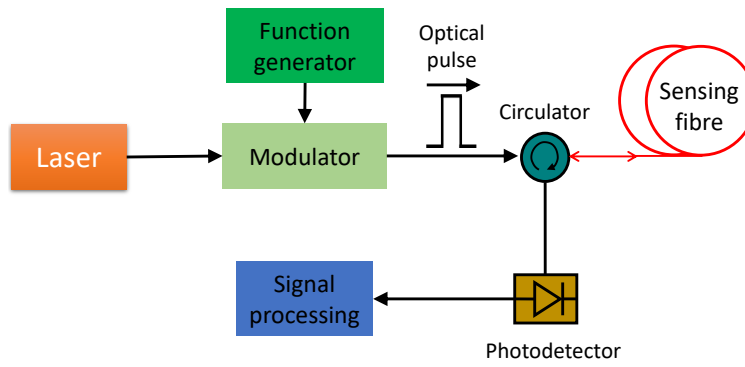 Function
generator
Optical
pulse
Circulator
Sensing
fibre
Laser
Modulator
Signal
processing
Photodetector